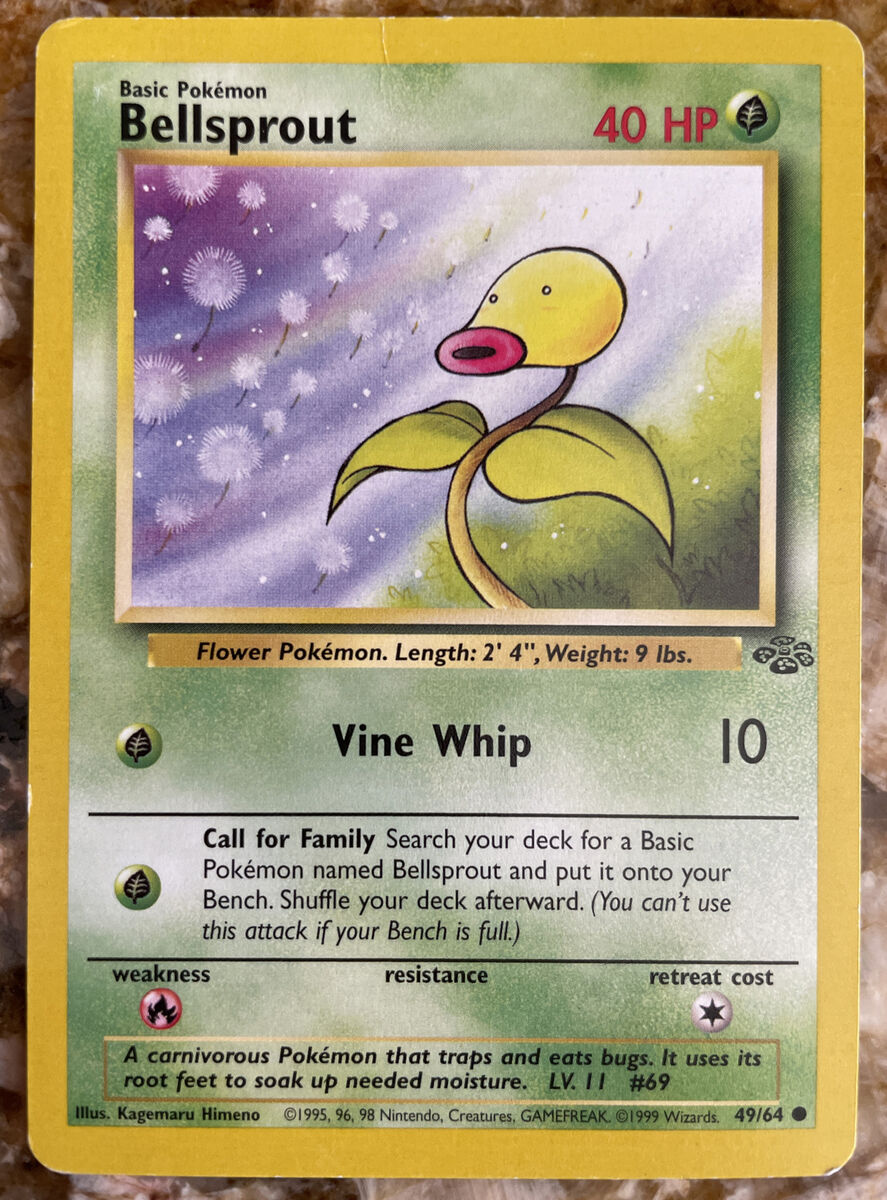 Basic Pokémon
Bellsprout
40 HP
Flower Pokémon. Length: 2' 4", Weight: 9 lbs.
Vine Whip 10
Call for Family Search your deck for a Basic
Pokémon named Bellsprout and put it onto your
Bench. Shuffle your deck afterward. (You can't use
this attack if your Bench is full.)
weakness resistance retreat cost
A carnivorous Pokémon that traps and eats bugs. It uses its
root feet to soak up needed moisture. LV. 11 #69
Illus. Kagemaru Himeno ©1995, 96, 98 Nintendo, Creatures, GAMEFREAK. ©1999 Wizards. 49/64